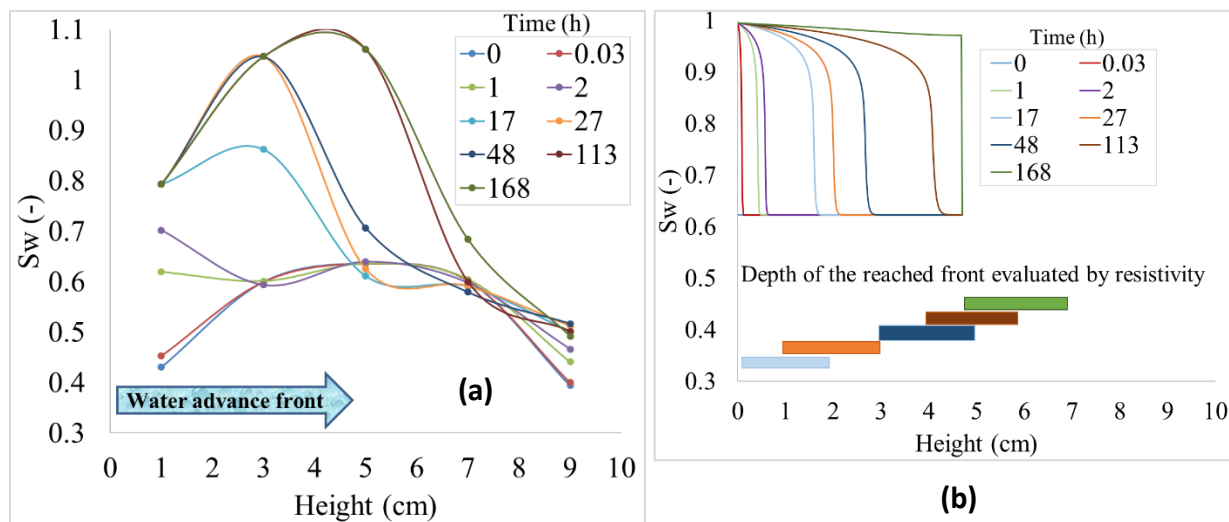 1.1
1
0.9
0.8
0.7
0.6
0.5
0.4
0.3
Sw (-)
Time (h)
0 0.03
1 2
17 27
48 113
168
Water advance front
(a)
0 1 2 3 4 5 6 7 8 9 10
Height (cm)
1
0.9
0.8
0.7
0.6
0.5
0.4
0.3
Sw (-)
Time (h)
0 0.03
1 2
17 27
48 113
168
Depth of the reached front evaluated by resistivity
0 1 2 3 4 5 6 7 8 9 10
Height (cm)
(b)